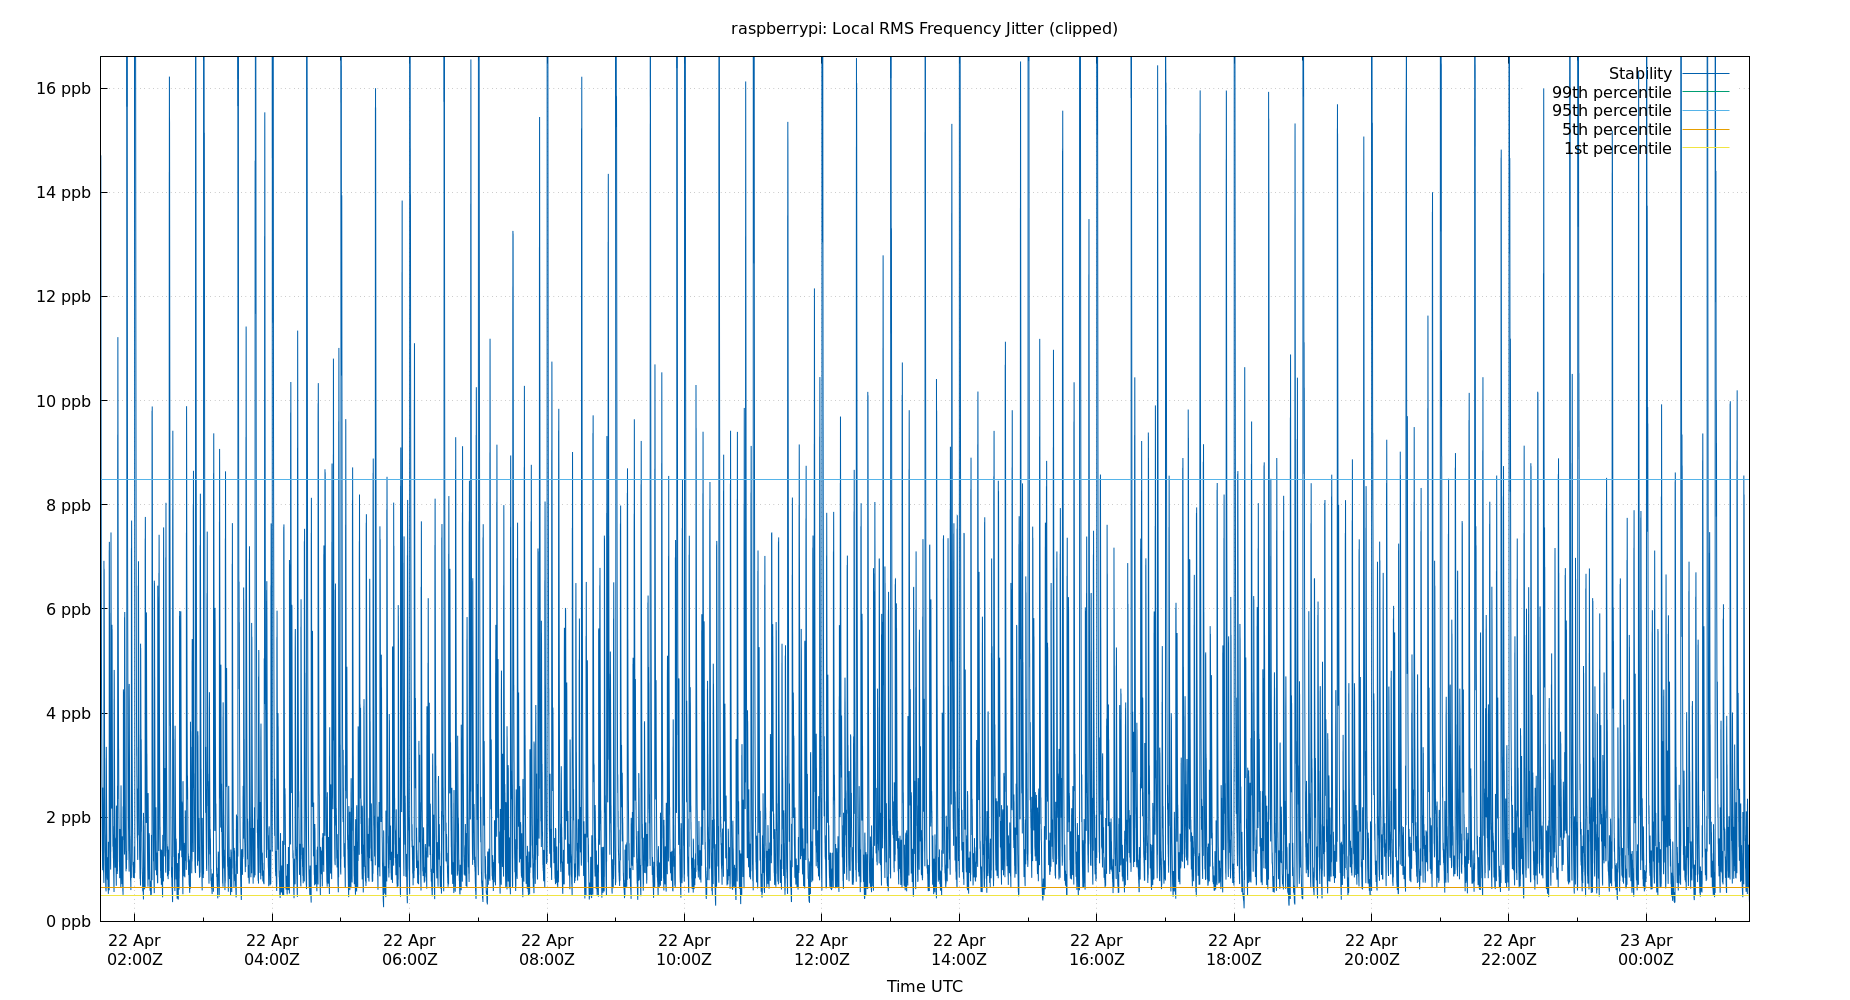 raspberrypi: Local RMS Frequency Jitter (clipped)
Stability
99th percentile
95th percentile
5th percentile
1st percentile
16 ppb
14 ppb
12 ppb
10 ppb
8 ppb
6 ppb
4 ppb
2 ppb
0 ppb
22 Apr 22 Apr 22 Apr 22 Apr 22 Apr 22 Apr 22 Apr 22 Apr 22 Apr 22 Apr 22 Apr 23 Apr
02:00Z 04:00Z 06:00Z 08:00Z 10:00Z 12:00Z 14:00Z 16:00Z 18:00Z 20:00Z 22:00Z 00:00Z
Time UTC